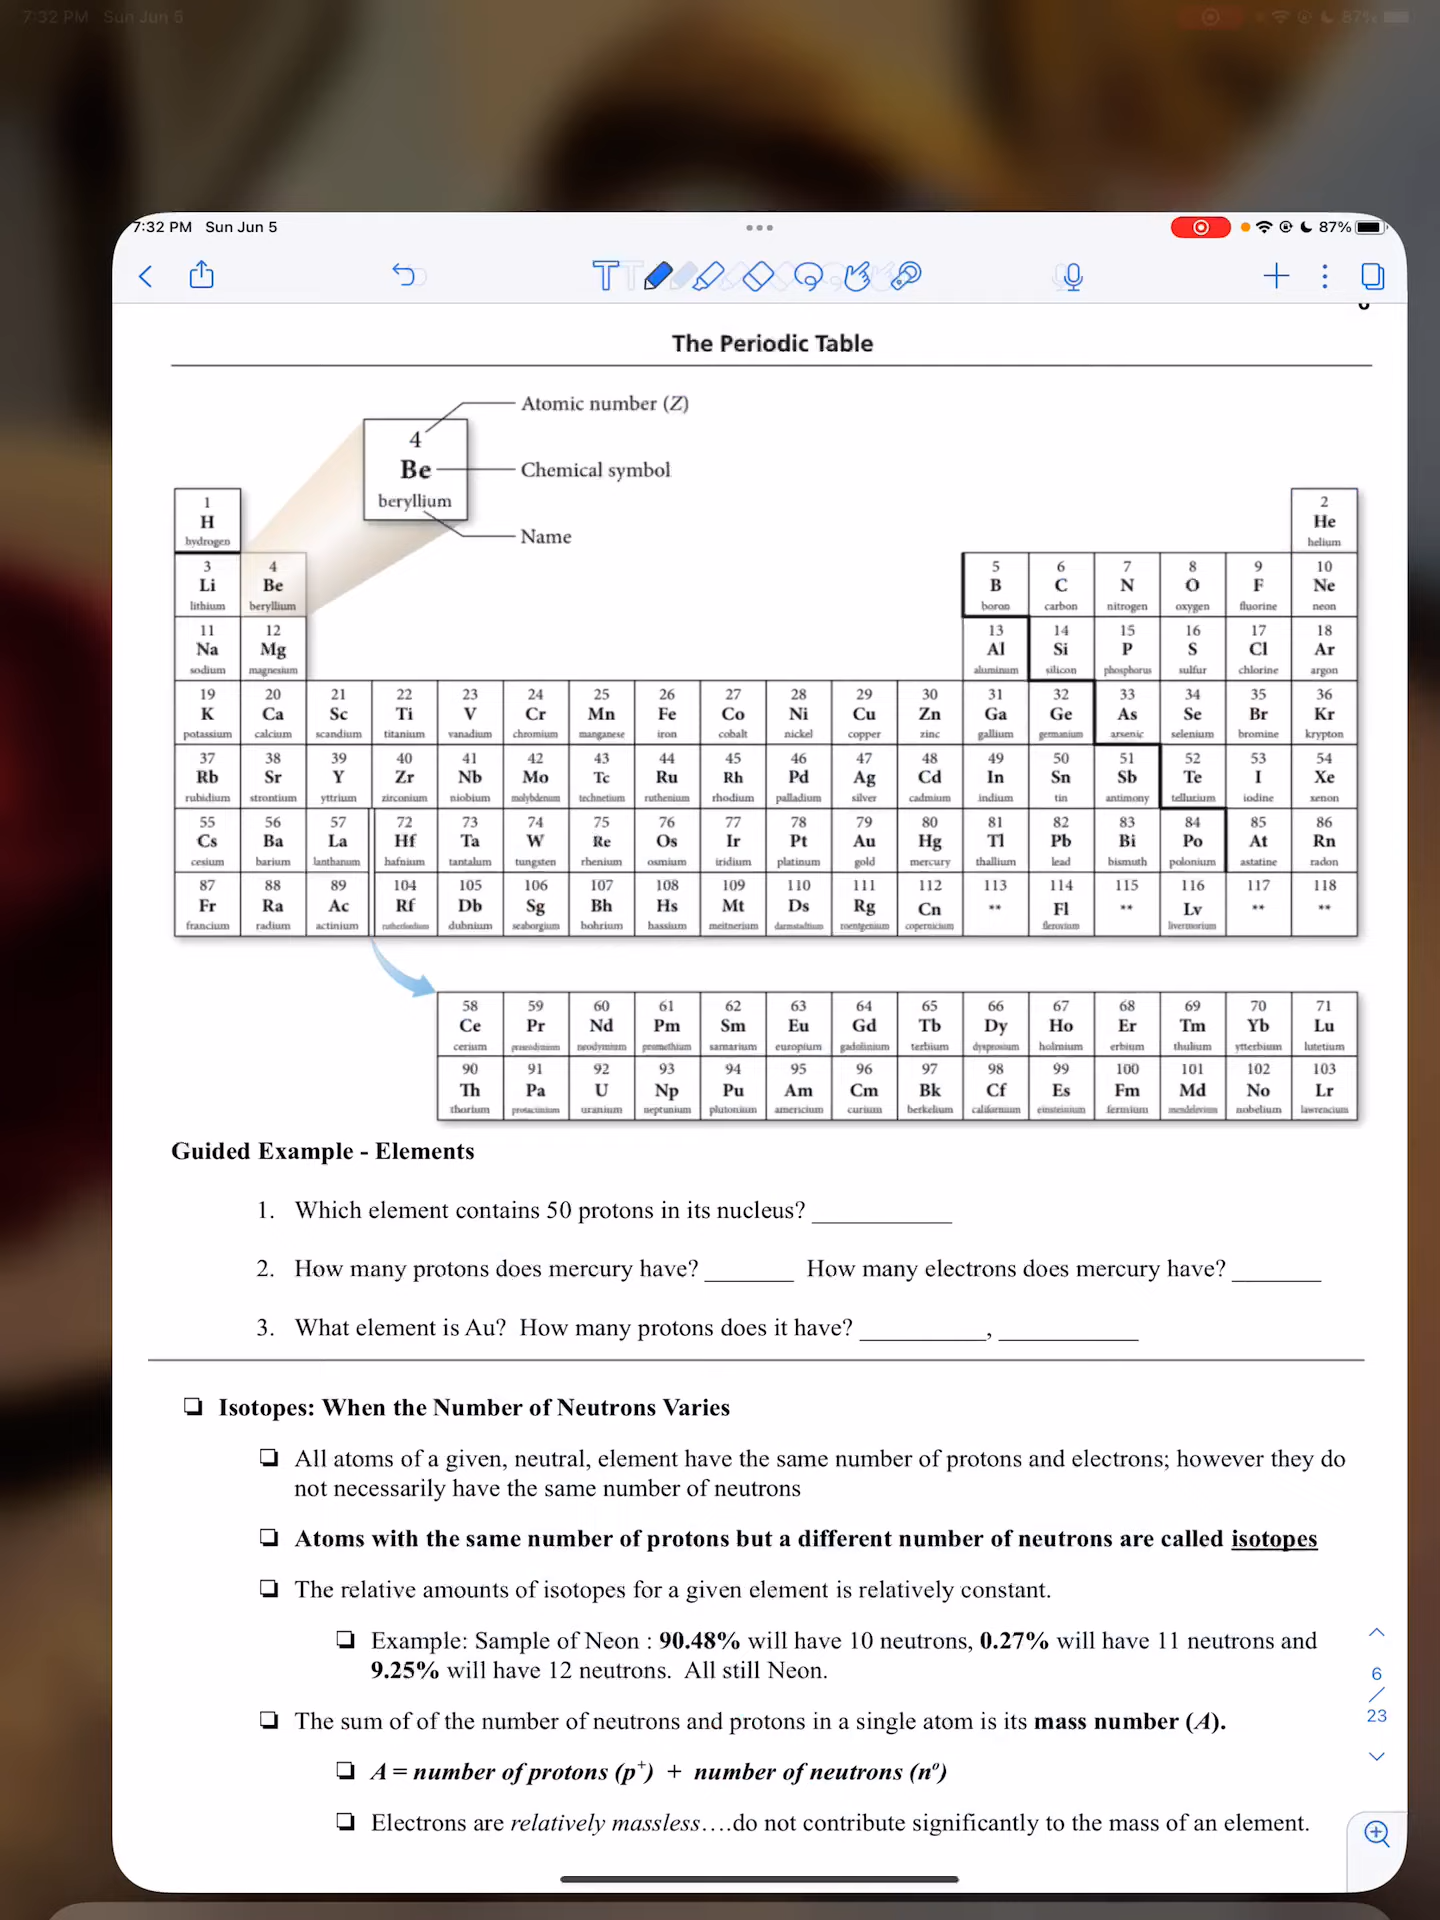 7:32 PM Sun Jun 5
87%
7:32 PM Sun Jun 5
87%
The Periodic Table
Atomic number (Z)
4
Be
beryllium
Chemical symbol
Name
1 2
H He
hydrogen helium
3 4 5 6 7 8 9 10
Li Be B C N O F Ne
lithium beryllium boron carbon nitrogen oxygen fluorine neon
11 12 13 14 15 16 17 18
Na Mg Al Si P S Cl Ar
sodium magnesium aluminum silicon phosphorus sulfur chlorine argon
19 20 21 22 23 24 25 26 27 28 29 30 31 32 33 34 35 36
K Ca Sc Ti V Cr Mn Fe Co Ni Cu Zn Ga Ge As Se Br Kr
potassium calcium scandium titanium vanadium chromium manganese iron cobalt nickel copper zinc gallium germanium arsenic selenium bromine krypton
37 38 39 40 41 42 43 44 45 46 47 48 49 50 51 52 53 54
Rb Sr Y Zr Nb Mo Tc Ru Rh Pd Ag Cd In Sn Sb Te I Xe
rubidium strontium yttrium zirconium niobium molybdenum technetium ruthenium rhodium palladium silver cadmium indium tin antimony tellurium iodine xenon
55 56 57 72 73 74 75 76 77 78 79 80 81 82 83 84 85 86
Cs Ba La Hf Ta W Re Os Ir Pt Au Hg Tl Pb Bi Po At Rn
cesium barium lanthanum hafnium tantalum tungsten rhenium osmium iridium platinum gold mercury thallium lead bismuth polonium astatine radon
87 88 89 104 105 106 107 108 109 110 111 112 113 114 115 116 117 118
Fr Ra Ac Rf Db Sg Bh Hs Mt Ds Rg Cn ** Fl ** Lv ** **
francium radium actinium rutherfordium dubnium seaborgium bohrium hassium meitnerium darmstadtium roentgenium copernicium flerovium livermorium
58 59 60 61 62 63 64 65 66 67 68 69 70 71
Ce Pr Nd Pm Sm Eu Gd Tb Dy Ho Er Tm Yb Lu
cerium praseodymium neodymium promethium samarium europium gadolinium terbium dysprosium holmium erbium thulium ytterbium lutetium
90 91 92 93 94 95 96 97 98 99 100 101 102 103
Th Pa U Np Pu Am Cm Bk Cf Es Fm Md No Lr
thorium protactinium uranium neptunium plutonium americium curium berkelium californium einsteinium fermium mendelevium nobelium lawrencium
Guided Example - Elements
1. Which element contains 50 protons in its nucleus? __________
2. How many protons does mercury have? _______ How many electrons does mercury have? _______
3. What element is Au? How many protons does it have? __________, ___________
Isotopes: When the Number of Neutrons Varies
All atoms of a given, neutral, element have the same number of protons and electrons; however they do
not necessarily have the same number of neutrons
Atoms with the same number of protons but a different number of neutrons are called isotopes
The relative amounts of isotopes for a given element is relatively constant.
Example: Sample of Neon : 90.48% will have 10 neutrons, 0.27% will have 11 neutrons and
9.25% will have 12 neutrons. All still Neon.
The sum of of the number of neutrons and protons in a single atom is its mass number (A).
A = number of protons (p⁺) + number of neutrons (nº)
Electrons are relatively massless….do not contribute significantly to the mass of an element.
6
/
23